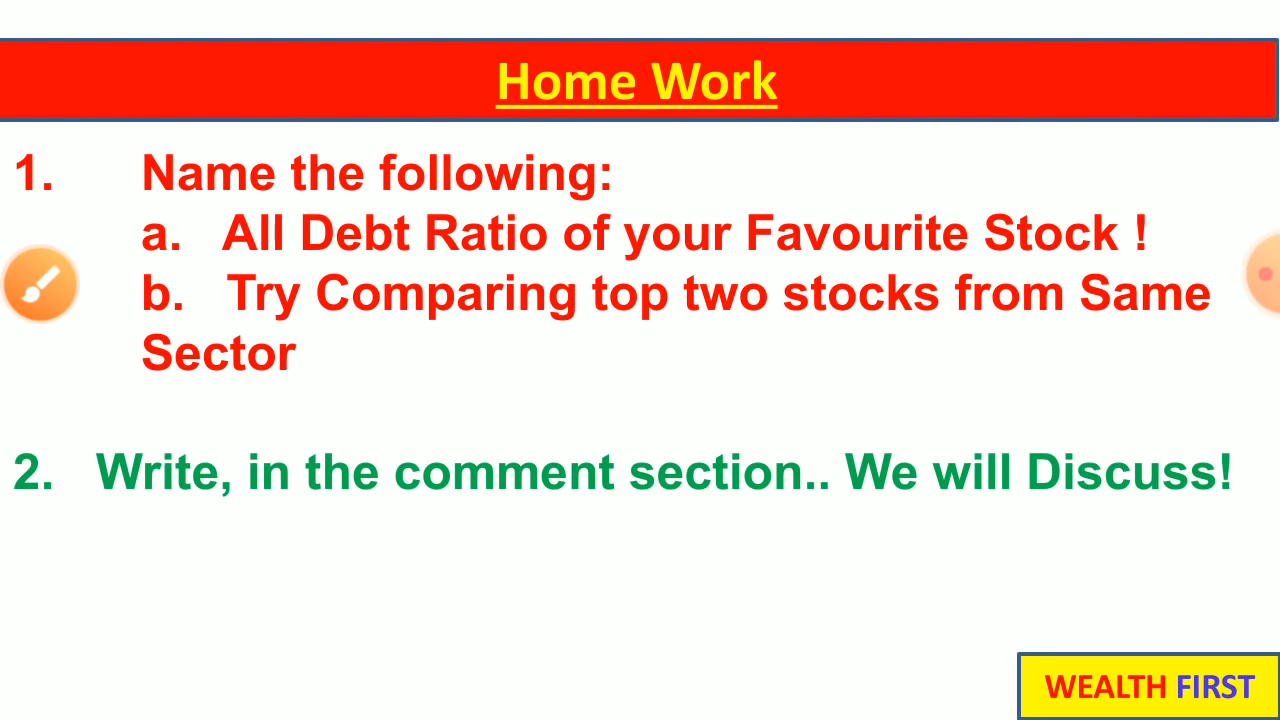 Home Work
1. Name the following:
a. All Debt Ratio of your Favourite Stock !
b. Try Comparing top two stocks from Same
Sector
2. Write, in the comment section.. We will Discuss!
WEALTH FIRST